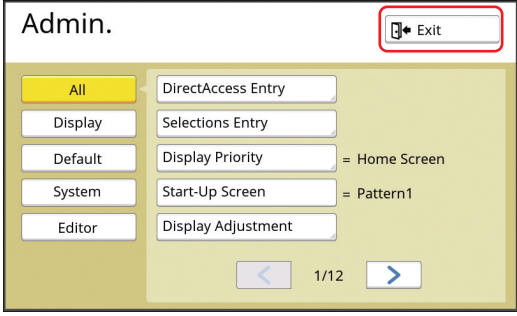 Admin.
Exit
All
DirectAccess Entry
Display
Selections Entry
Default
Display Priority = Home Screen
System
Start-Up Screen = Pattern1
Editor
Display Adjustment
1/12